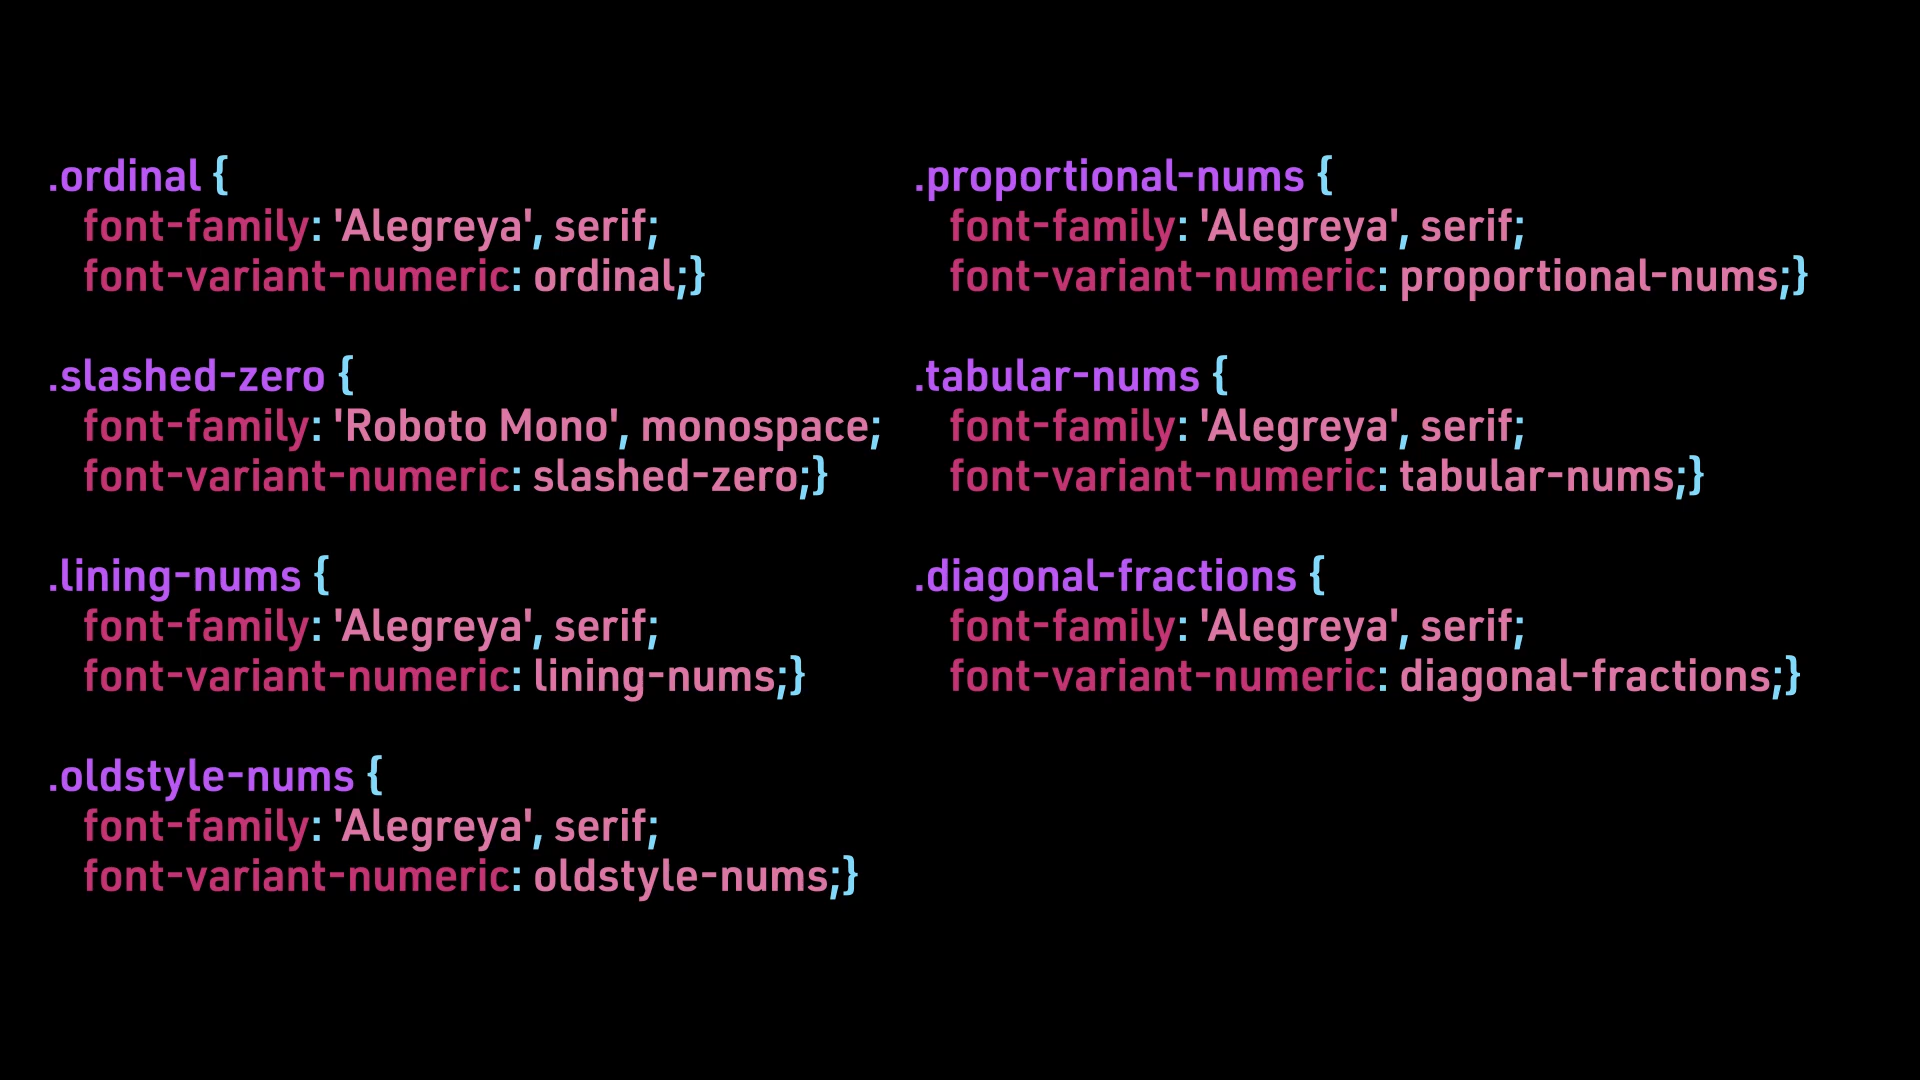 .ordinal {
font-family: 'Alegreya', serif;
font-variant-numeric: ordinal;}
.slashed-zero {
font-family: 'Roboto Mono', monospace;
font-variant-numeric: slashed-zero;}
.lining-nums {
font-family: 'Alegreya', serif;
font-variant-numeric: lining-nums;}
.oldstyle-nums {
font-family: 'Alegreya', serif;
font-variant-numeric: oldstyle-nums;}
.proportional-nums {
font-family: 'Alegreya', serif;
font-variant-numeric: proportional-nums;}
.tabular-nums {
font-family: 'Alegreya', serif;
font-variant-numeric: tabular-nums;}
.diagonal-fractions {
font-family: 'Alegreya', serif;
font-variant-numeric: diagonal-fractions;}